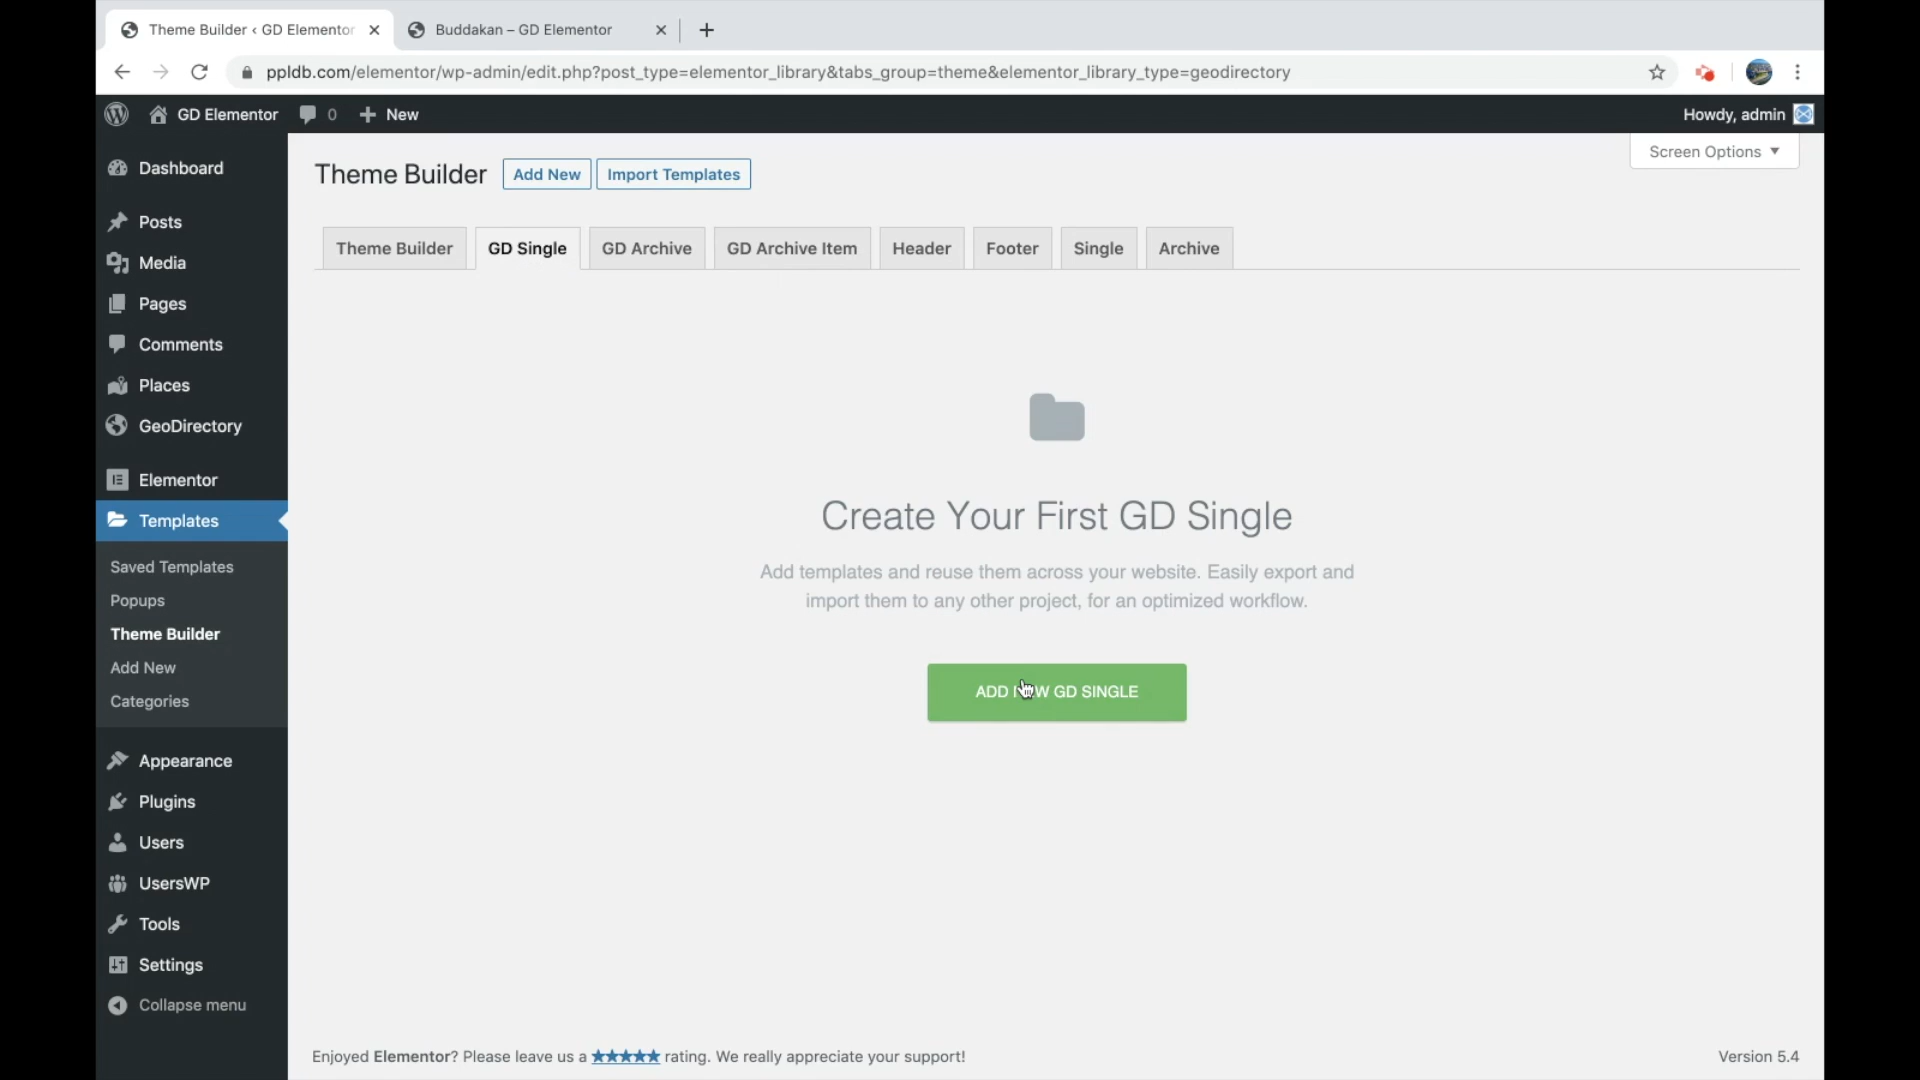 Theme Builder ‹ GD Elementor
Buddakan – GD Elementor
ppldb.com/elementor/wp-admin/edit.php?post_type=elementor_library&tabs_group=theme&elementor_library_type=geodirectory
GD Elementor 0 New Howdy, admin
Screen Options
Theme Builder Add New Import Templates
Theme Builder GD Single GD Archive GD Archive Item Header Footer Single Archive
Dashboard
Posts
Media
Pages
Comments
Places
GeoDirectory
Elementor
Templates
Saved Templates
Popups
Theme Builder
Add New
Categories
Appearance
Plugins
Users
UsersWP
Tools
Settings
Collapse menu
Create Your First GD Single
Add templates and reuse them across your website. Easily export and
import them to any other project, for an optimized workflow.
ADD NEW GD SINGLE
Enjoyed Elementor? Please leave us a ★★★★★ rating. We really appreciate your support!
Version 5.4